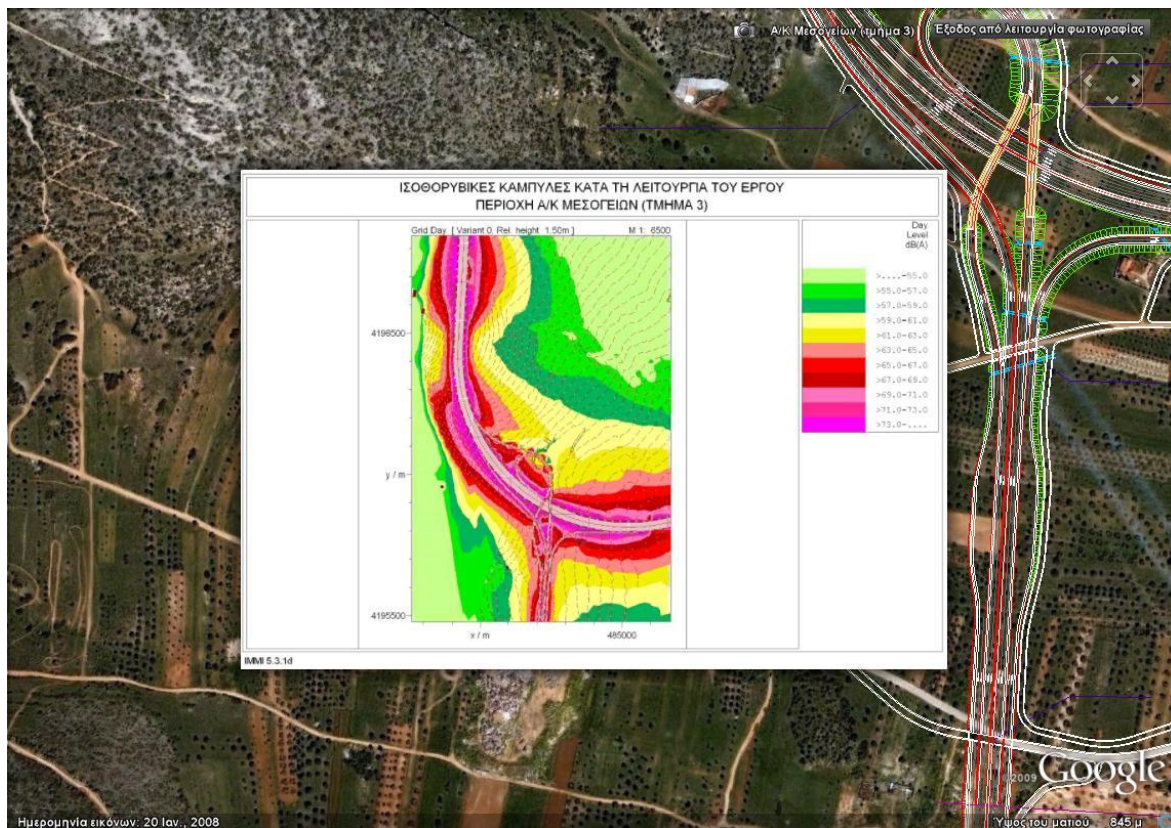 Α/Κ Μεσογείων (τμήμα 3)
Έξοδος από λειτουργία φωτογραφίας
ΙΣΟΘΟΡΥΒΙΚΕΣ ΚΑΜΠΥΛΕΣ ΚΑΤΑ ΤΗ ΛΕΙΤΟΥΡΓΙΑ ΤΟΥ ΕΡΓΟΥ
ΠΕΡΙΟΧΗ Α/Κ ΜΕΣΟΓΕΙΩΝ (ΤΜΗΜΑ 3)
Grid Day [ Variant 0, Rel. height 1.50m ]
M 1: 6500
Day
Level
dB(A)
>....-55.0
>55.0-57.0
>57.0-59.0
>59.0-61.0
>61.0-63.0
>63.0-65.0
>65.0-67.0
>67.0-69.0
>69.0-71.0
>71.0-73.0
>73.0-....
4196500
y / m
4195500
x / m
485000
IMMI 5.3.1d
©2009 Google
Ημερομηνία εικόνων: 20 Ιαν., 2008
Ύψος του ματιού 845 μ